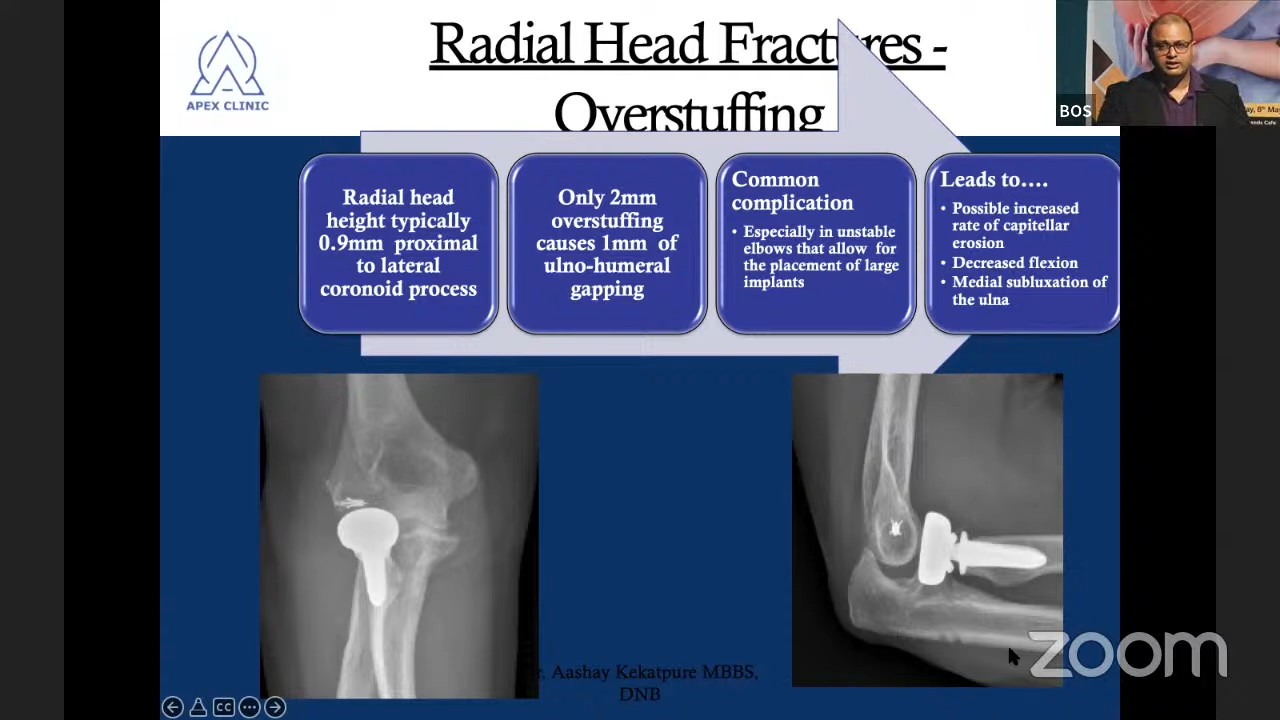 Radial Head Fractures -
Overstuffing
APEX CLINIC
BOS
Radial head
height typically
0.9mm proximal
to lateral
coronoid process
Only 2mm
overstuffing
causes 1mm of
ulno-humeral
gapping
Common
complication
• Especially in unstable
elbows that allow for
the placement of large
implants
Leads to….
• Possible increased
rate of capitellar
erosion
• Decreased flexion
• Medial subluxation of
the ulna
Aashay Kekatpure MBBS,
DNB
CC
zoom